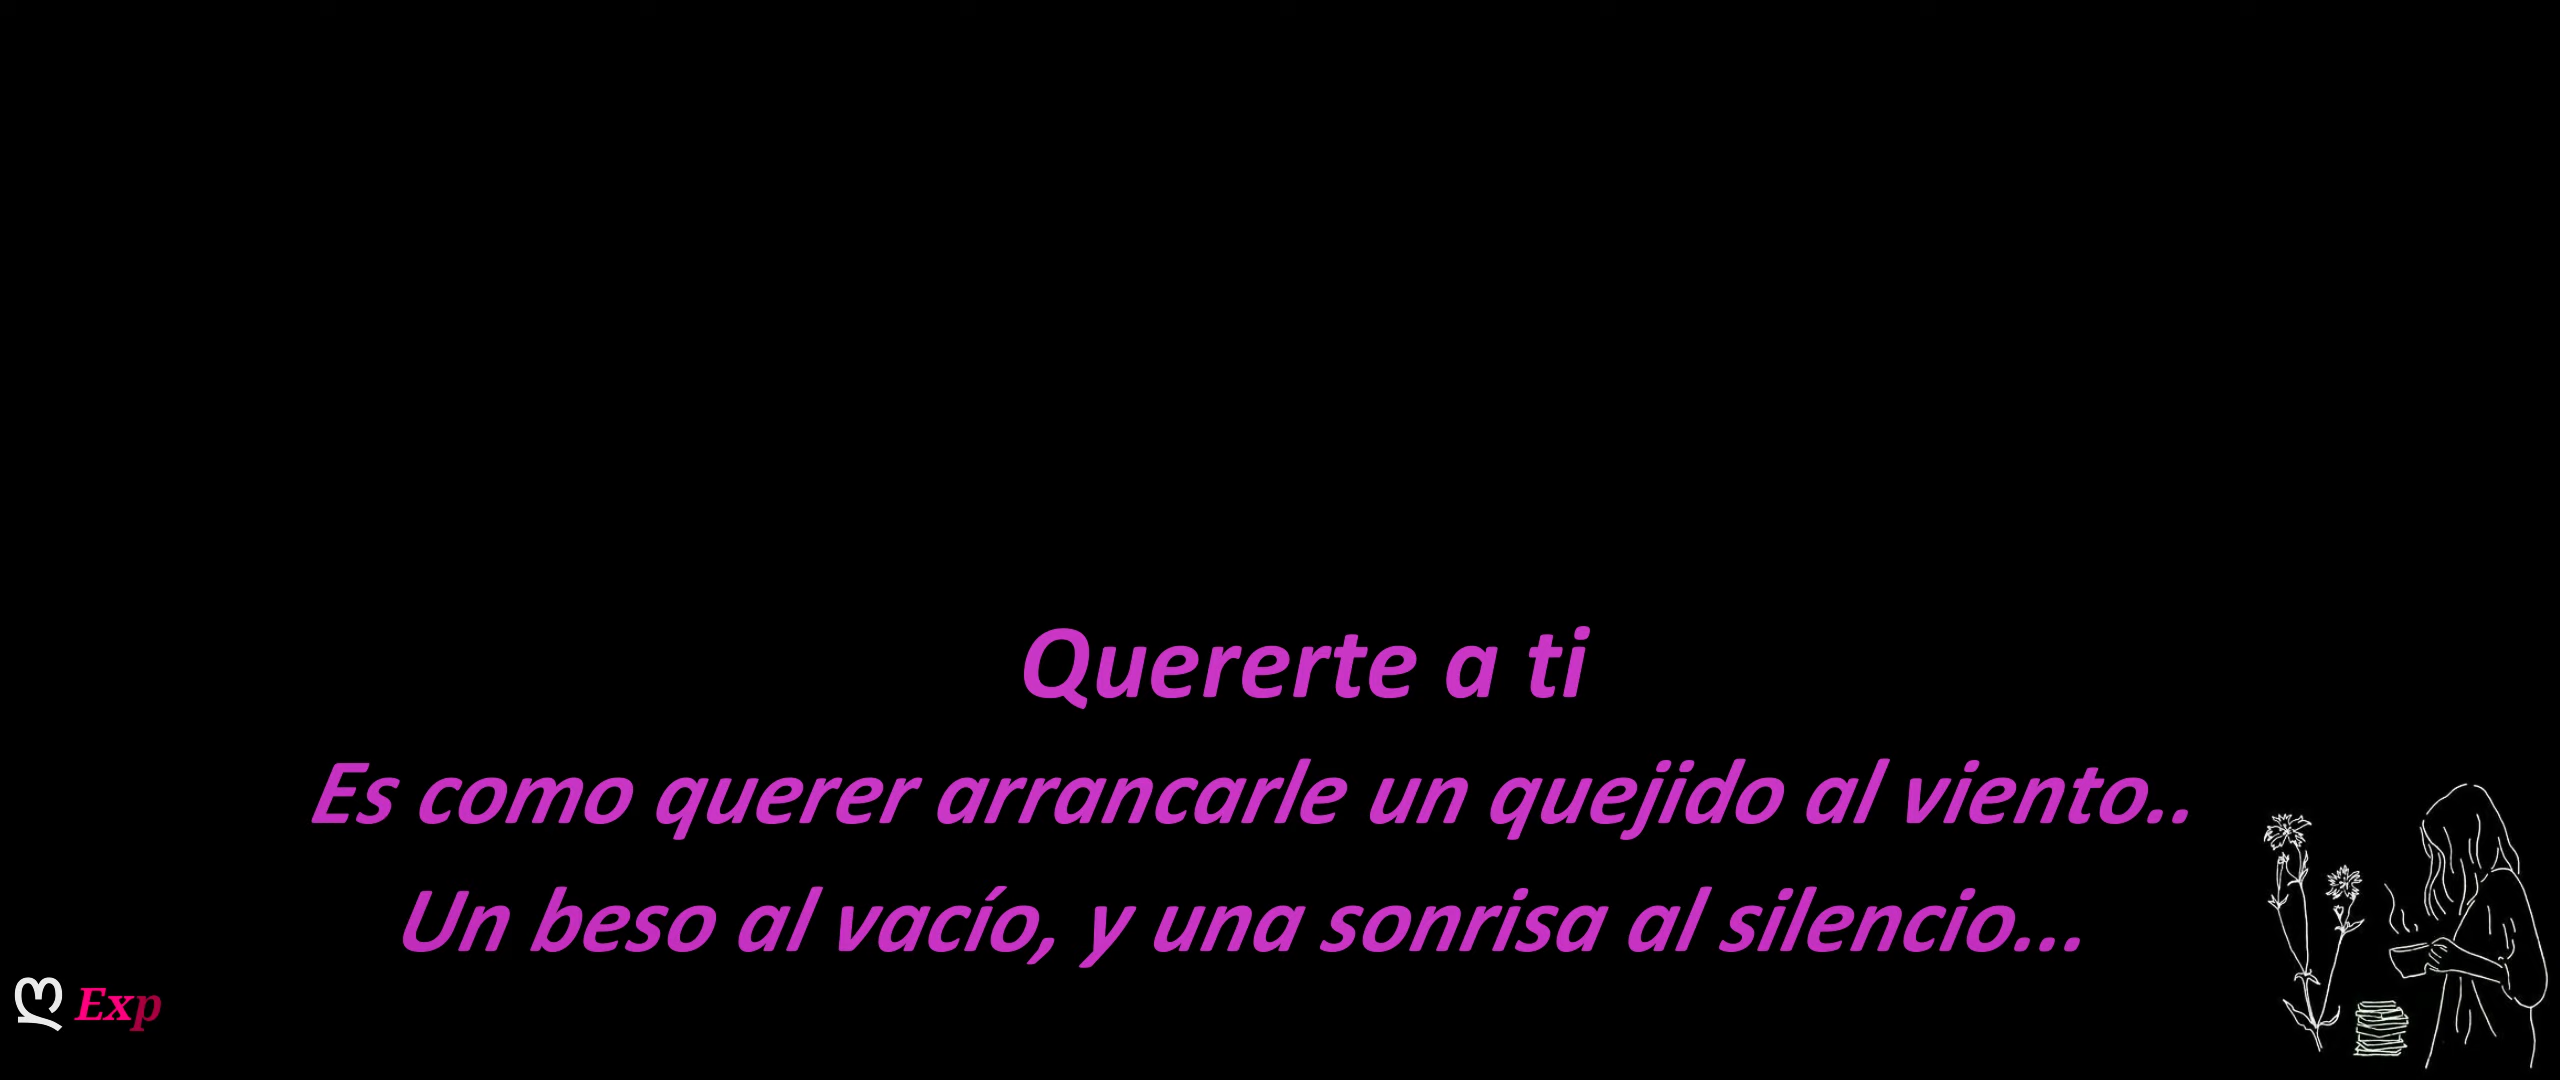 Quererte a ti
Es como querer arrancarle un quejido al viento..
Un beso al vacío, y una sonrisa al silencio...
ღ Exp